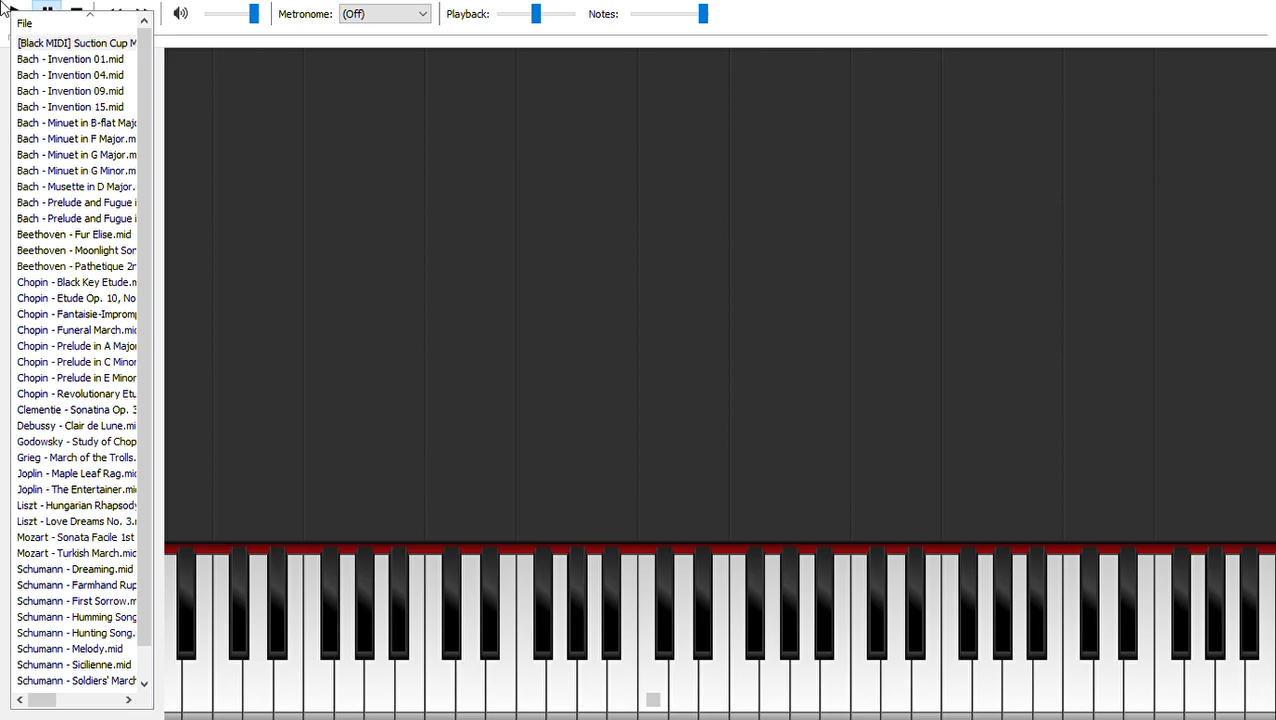 Metronome: (Off) Playback: Notes:
File
[Black MIDI] Suction Cup M
Bach - Invention 01.mid
Bach - Invention 04.mid
Bach - Invention 09.mid
Bach - Invention 15.mid
Bach - Minuet in B-flat Maj
Bach - Minuet in F Major.m
Bach - Minuet in G Major.m
Bach - Minuet in G Minor.m
Bach - Musette in D Major.
Bach - Prelude and Fugue i
Bach - Prelude and Fugue i
Beethoven - Fur Elise.mid
Beethoven - Moonlight Son
Beethoven - Pathetique 2n
Chopin - Black Key Etude.m
Chopin - Etude Op. 10, No
Chopin - Fantaisie-Impromp
Chopin - Funeral March.mid
Chopin - Prelude in A Major
Chopin - Prelude in C Minor
Chopin - Prelude in E Minor
Chopin - Revolutionary Etu
Clementie - Sonatina Op. 3
Debussy - Clair de Lune.mi
Godowsky - Study of Chop
Grieg - March of the Trolls.
Joplin - Maple Leaf Rag.mid
Joplin - The Entertainer.mi
Liszt - Hungarian Rhapsody
Liszt - Love Dreams No. 3.m
Mozart - Sonata Facile 1st
Mozart - Turkish March.mid
Schumann - Dreaming.mid
Schumann - Farmhand Rup
Schumann - First Sorrow.m
Schumann - Humming Song
Schumann - Hunting Song.
Schumann - Melody.mid
Schumann - Sicilienne.mid
Schumann - Soldiers' March